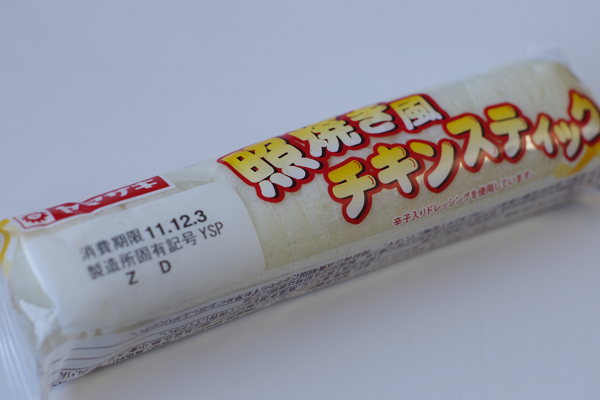 照焼き風
チキンスティック
辛子入りドレッシングを使用しています。
ヤマザキ
消費期限 11.12.3
製造所固有記号 YSP
Z D